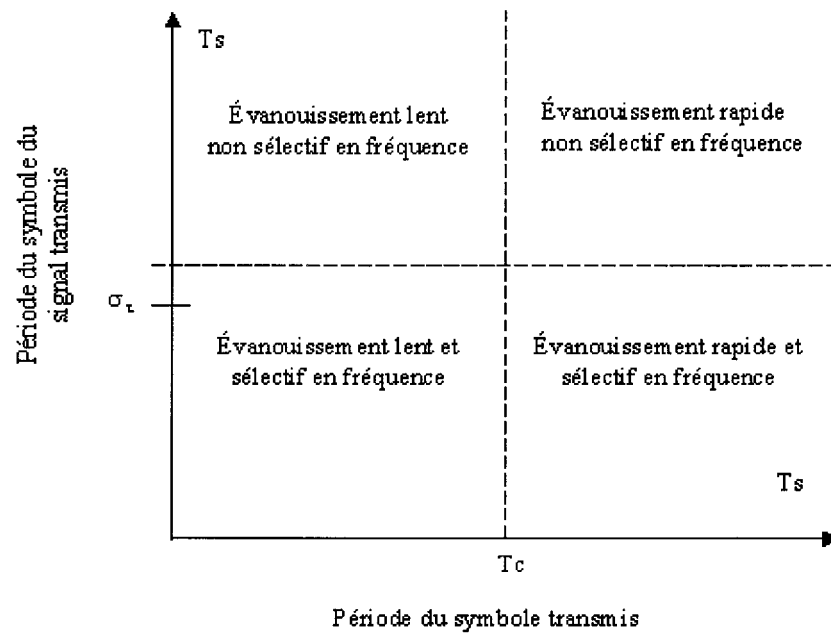 Ts
Évanouissement lent
non sélectif en fréquence
Évanouissement rapide
non sélectif en fréquence
Période du symbole du
signal transmis
σ_τ
Évanouissement lent et
sélectif en fréquence
Évanouissement rapide et
sélectif en fréquence
Ts
Tc
Période du symbole transmis